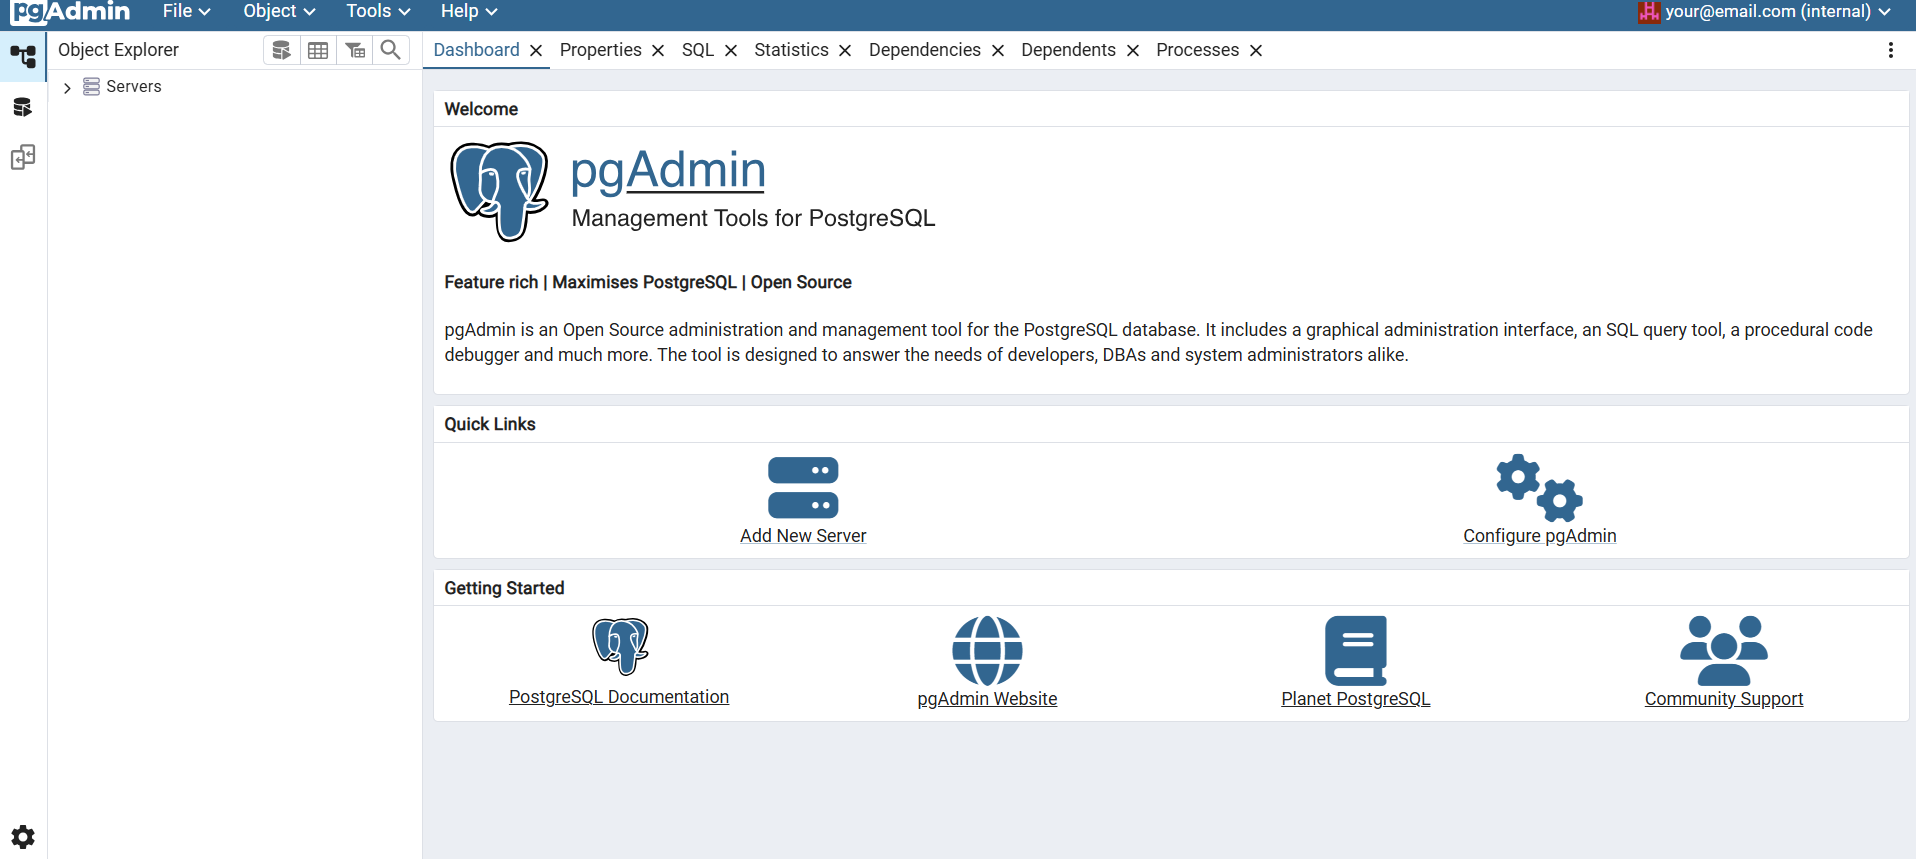 pgAdmin File Object Tools Help your@email.com (internal)
Object Explorer Dashboard Properties SQL Statistics Dependencies Dependents Processes
Servers
Welcome
pgAdmin
Management Tools for PostgreSQL
Feature rich | Maximises PostgreSQL | Open Source
pgAdmin is an Open Source administration and management tool for the PostgreSQL database. It includes a graphical administration interface, an SQL query tool, a procedural code
debugger and much more. The tool is designed to answer the needs of developers, DBAs and system administrators alike.
Quick Links
Add New Server Configure pgAdmin
Getting Started
PostgreSQL Documentation pgAdmin Website Planet PostgreSQL Community Support